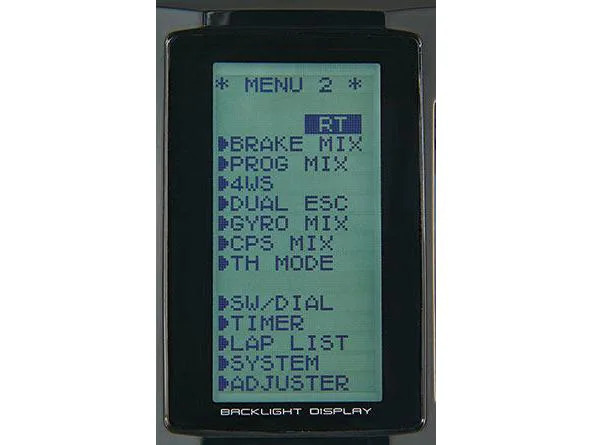 * MENU 2 *
RT
BRAKE MIX
PROG MIX
4WS
DUAL ESC
GYRO MIX
CPS MIX
TH MODE
SW/DIAL
TIMER
LAP LIST
SYSTEM
ADJUSTER
BACKLIGHT DISPLAY